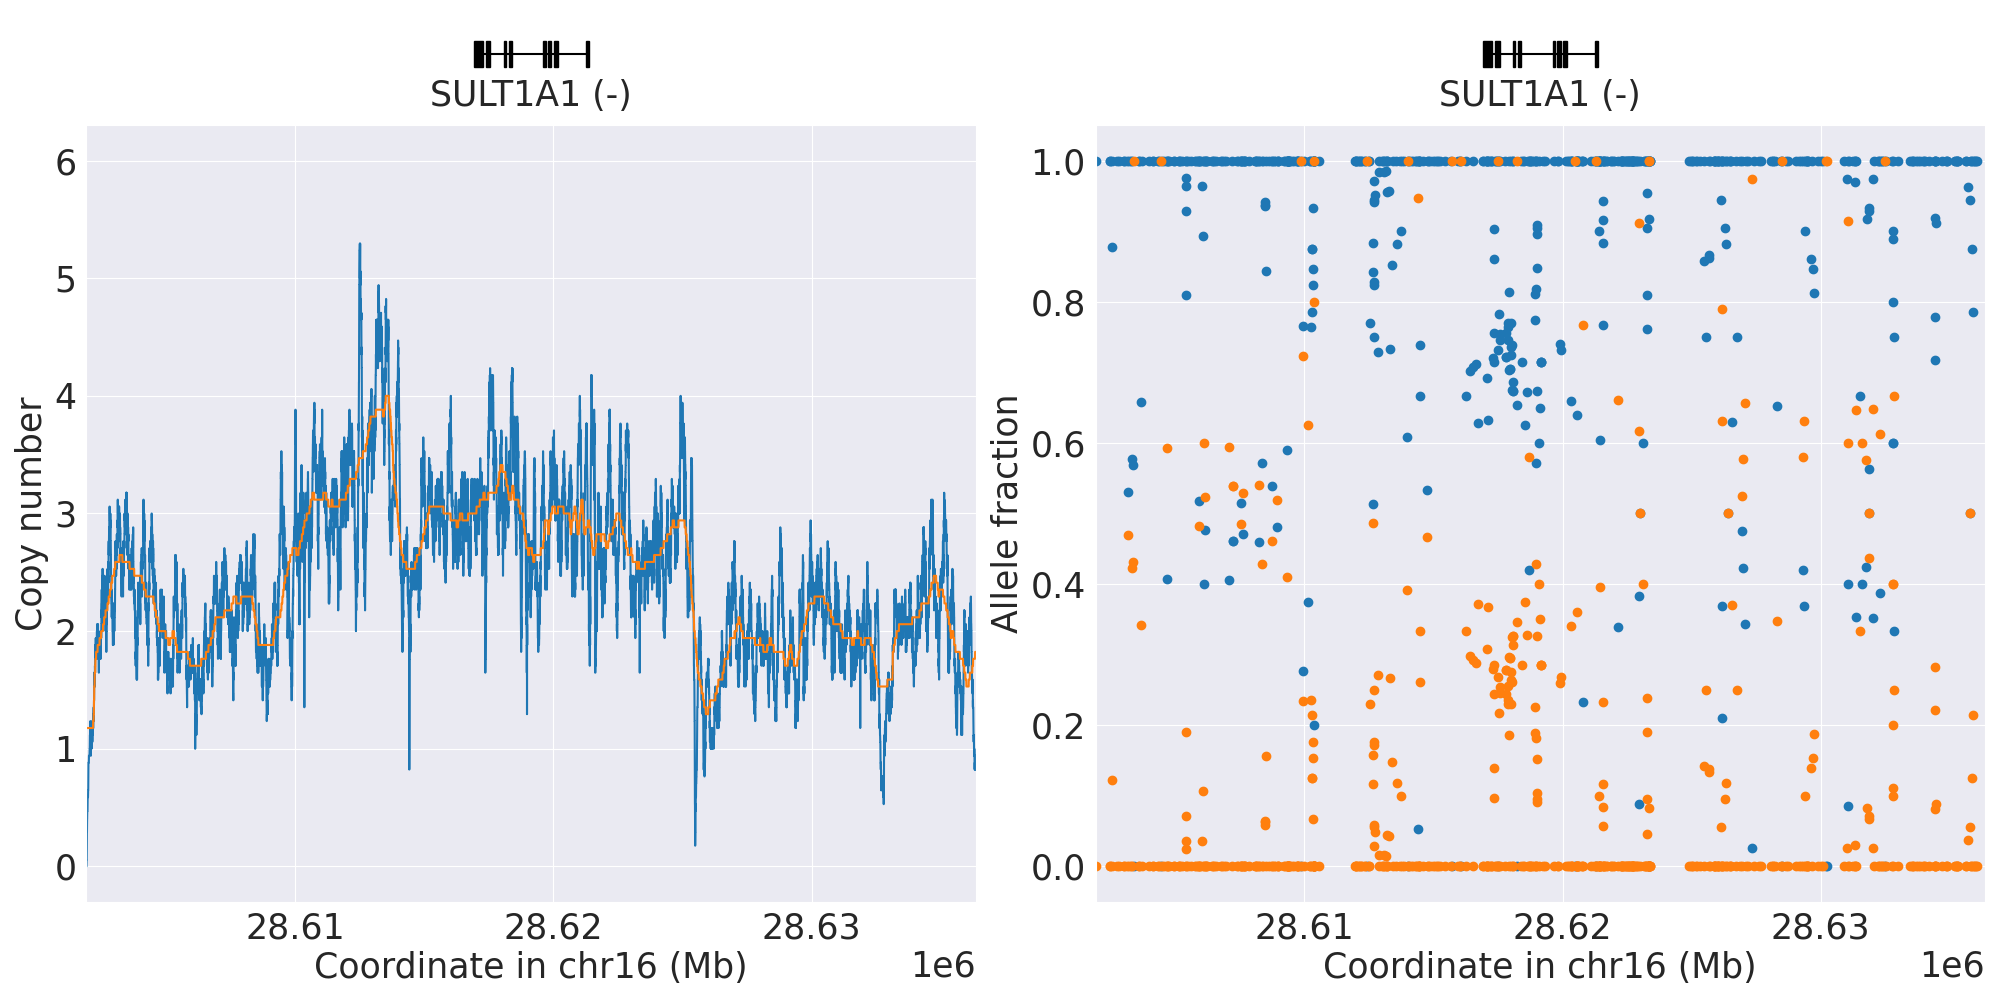 SULT1A1 (-)
6
5
4
3
2
1
0
Copy number
28.61
28.62
28.63
Coordinate in chr16 (Mb)
1e6
SULT1A1 (-)
1.0
0.8
0.6
0.4
0.2
0.0
Allele fraction
28.61
28.62
28.63
Coordinate in chr16 (Mb)
1e6